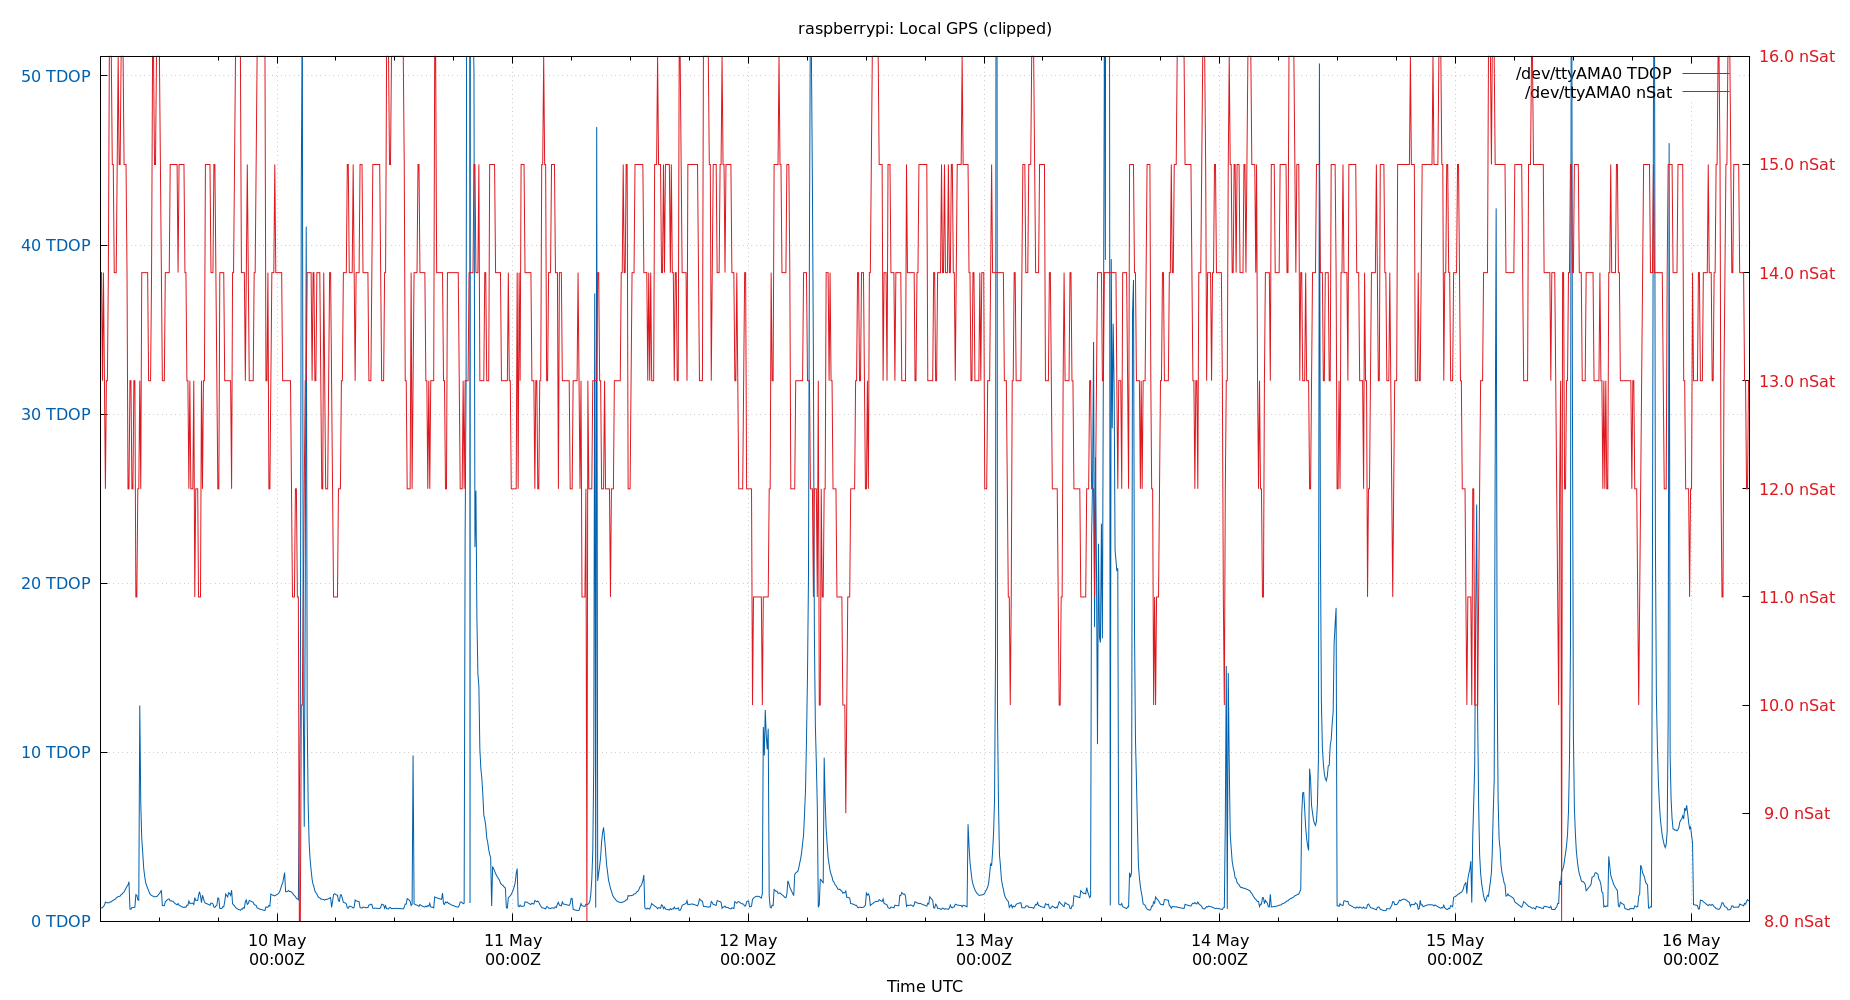 raspberrypi: Local GPS (clipped)
50 TDOP
40 TDOP
30 TDOP
20 TDOP
10 TDOP
0 TDOP
16.0 nSat
15.0 nSat
14.0 nSat
13.0 nSat
12.0 nSat
11.0 nSat
10.0 nSat
9.0 nSat
8.0 nSat
/dev/ttyAMA0 TDOP
/dev/ttyAMA0 nSat
10 May 11 May 12 May 13 May 14 May 15 May 16 May
00:00Z 00:00Z 00:00Z 00:00Z 00:00Z 00:00Z 00:00Z
Time UTC